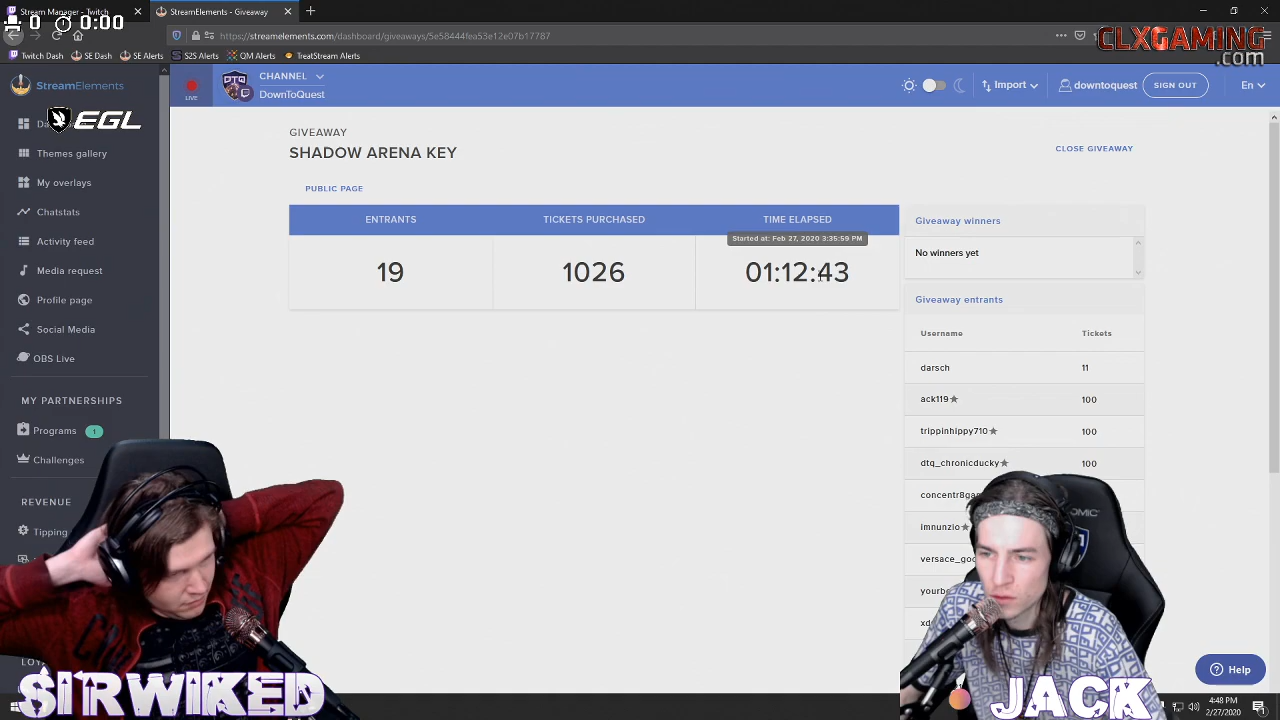 Stream Manager - Twitch
StreamElements - Giveaway
00:00:00
https://streamelements.com/dashboard/giveaways/5e58444fea53e12e07b17787
CLXGAMING
.com
Twitch Dash
SE Dash
SE Alerts
QM Alerts
TreatStream Alerts
StreamElements
LIVE
DTQ
CHANNEL
DownToQuest
Import
downtoquest
SIGN OUT
En
EGL
Themes gallery
My overlays
Chatstats
Activity feed
Media request
Profile page
Social Media
OBS Live
MY PARTNERSHIPS
Programs
1
Challenges
REVENUE
Tipping
GIVEAWAY
SHADOW ARENA KEY
CLOSE GIVEAWAY
PUBLIC PAGE
ENTRANTS
TICKETS PURCHASED
TIME ELAPSED
Started at: Feb 27, 2020 3:35:59 PM
19
1026
01:12:43
Giveaway winners
No winners yet
Giveaway entrants
Username
Tickets
darsch
11
ack119
100
trippinhippy710
100
dtq_chronicducky
100
imnunzio
Help
SIRWIKED
JACK
4:48 PM
2/27/2020